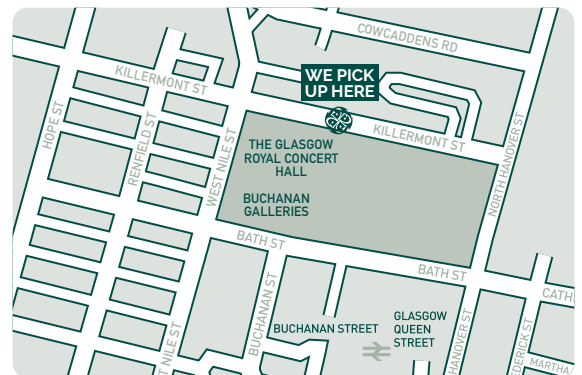 COWCADDENS RD
KILLERMONT ST
WE PICK
UP HERE
HOPE ST
RENFIELD ST
WEST NILE ST
KILLERMONT ST
NORTH HANOVER ST
THE GLASGOW
ROYAL CONCERT
HALL
BUCHANAN
GALLERIES
BATH ST
BATH ST
CATH
BUCHANAN ST
BUCHANAN STREET
GLASGOW
QUEEN
STREET
T NILE ST
HANOVER ST
DERICK ST
MARTHA